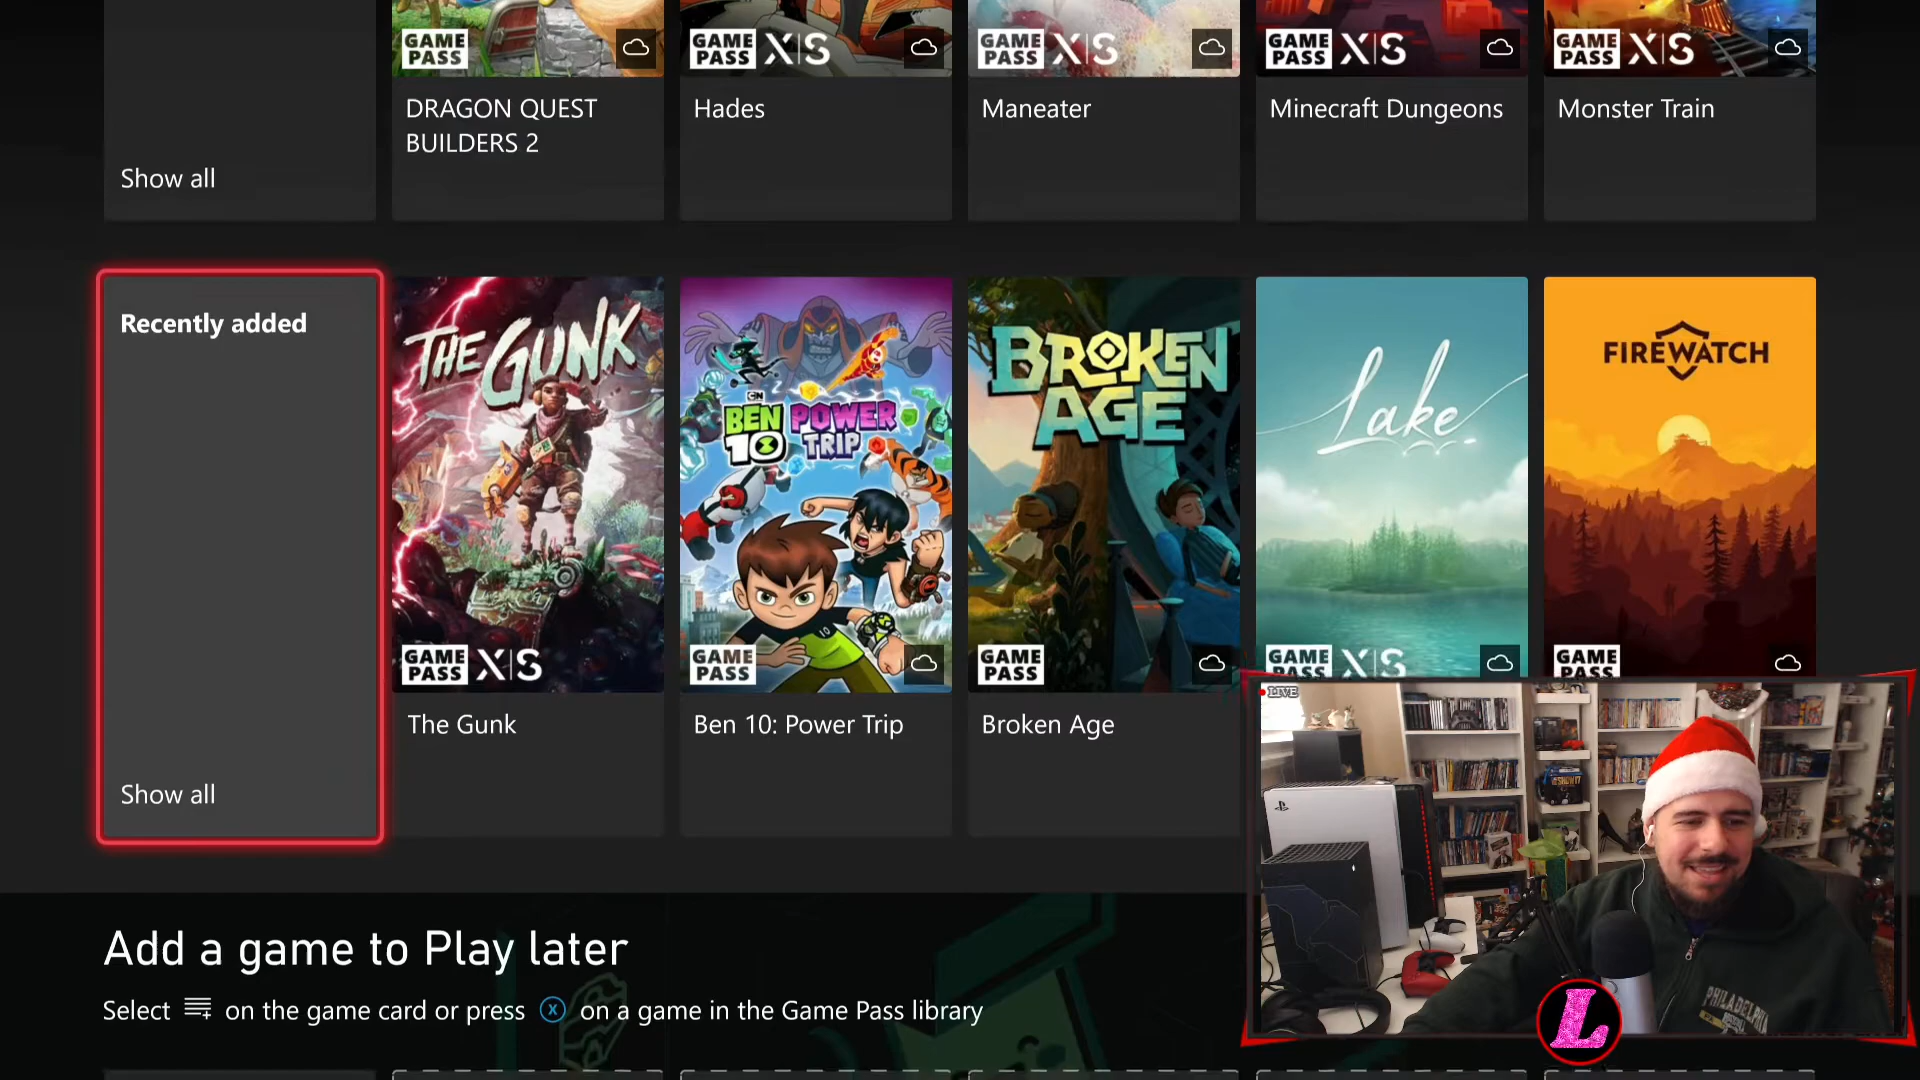 GAME PASS X|S
GAME PASS X|S
GAME PASS X|S
GAME PASS X|S
GAME PASS
DRAGON QUEST BUILDERS 2
Hades
Maneater
Minecraft Dungeons
Monster Train
Show all
Recently added
Show all
THE GUNK
GAME PASS X|S
The Gunk
CN
BEN 10 POWER TRIP
10
GAME PASS
Ben 10: Power Trip
BROKEN AGE
GAME PASS
Broken Age
Lake
GAME PASS X|S
FIREWATCH
GAME PASS
LIVE
PHILADELPHIA
L
Add a game to Play later
Select on the game card or press X on a game in the Game Pass library